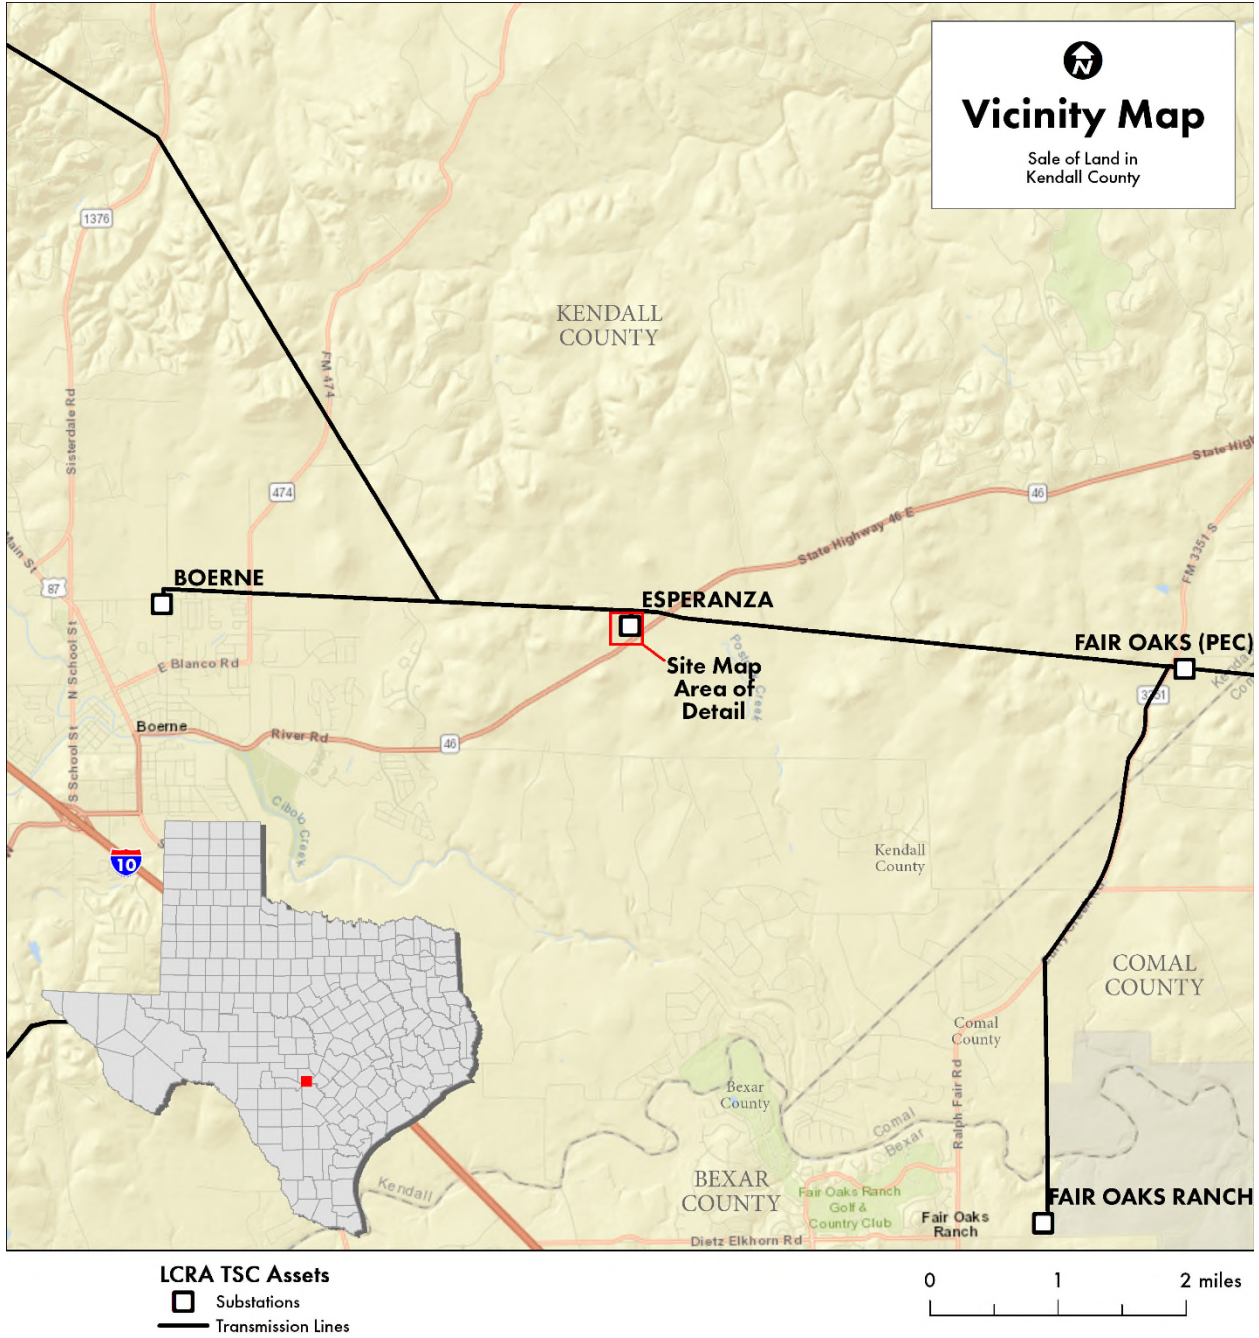 N
Vicinity Map
Sale of Land in
Kendall County
1376
KENDALL
COUNTY
FM 474
Sisterdale Rd
State High
46
474
State Highway 46 E
FM 3351 S
Main St
87
BOERNE
ESPERANZA
FAIR OAKS (PEC)
N School St
E Blanco Rd
Site Map
Area of
Detail
3351
Boerne
River Rd
46
S School St
Cibolo
Creek
10
Kendall
County
COMAL
COUNTY
Comal
County
Bexar
County
Comal
Bexar
Ralph Fair Rd
Kendall
BEXAR
COUNTY
Fair Oaks Ranch
Golf &
Country Club
Fair Oaks
Ranch
FAIR OAKS RANCH
Dietz Elkhorn Rd
LCRA TSC Assets
Substations
Transmission Lines
0 1 2 miles